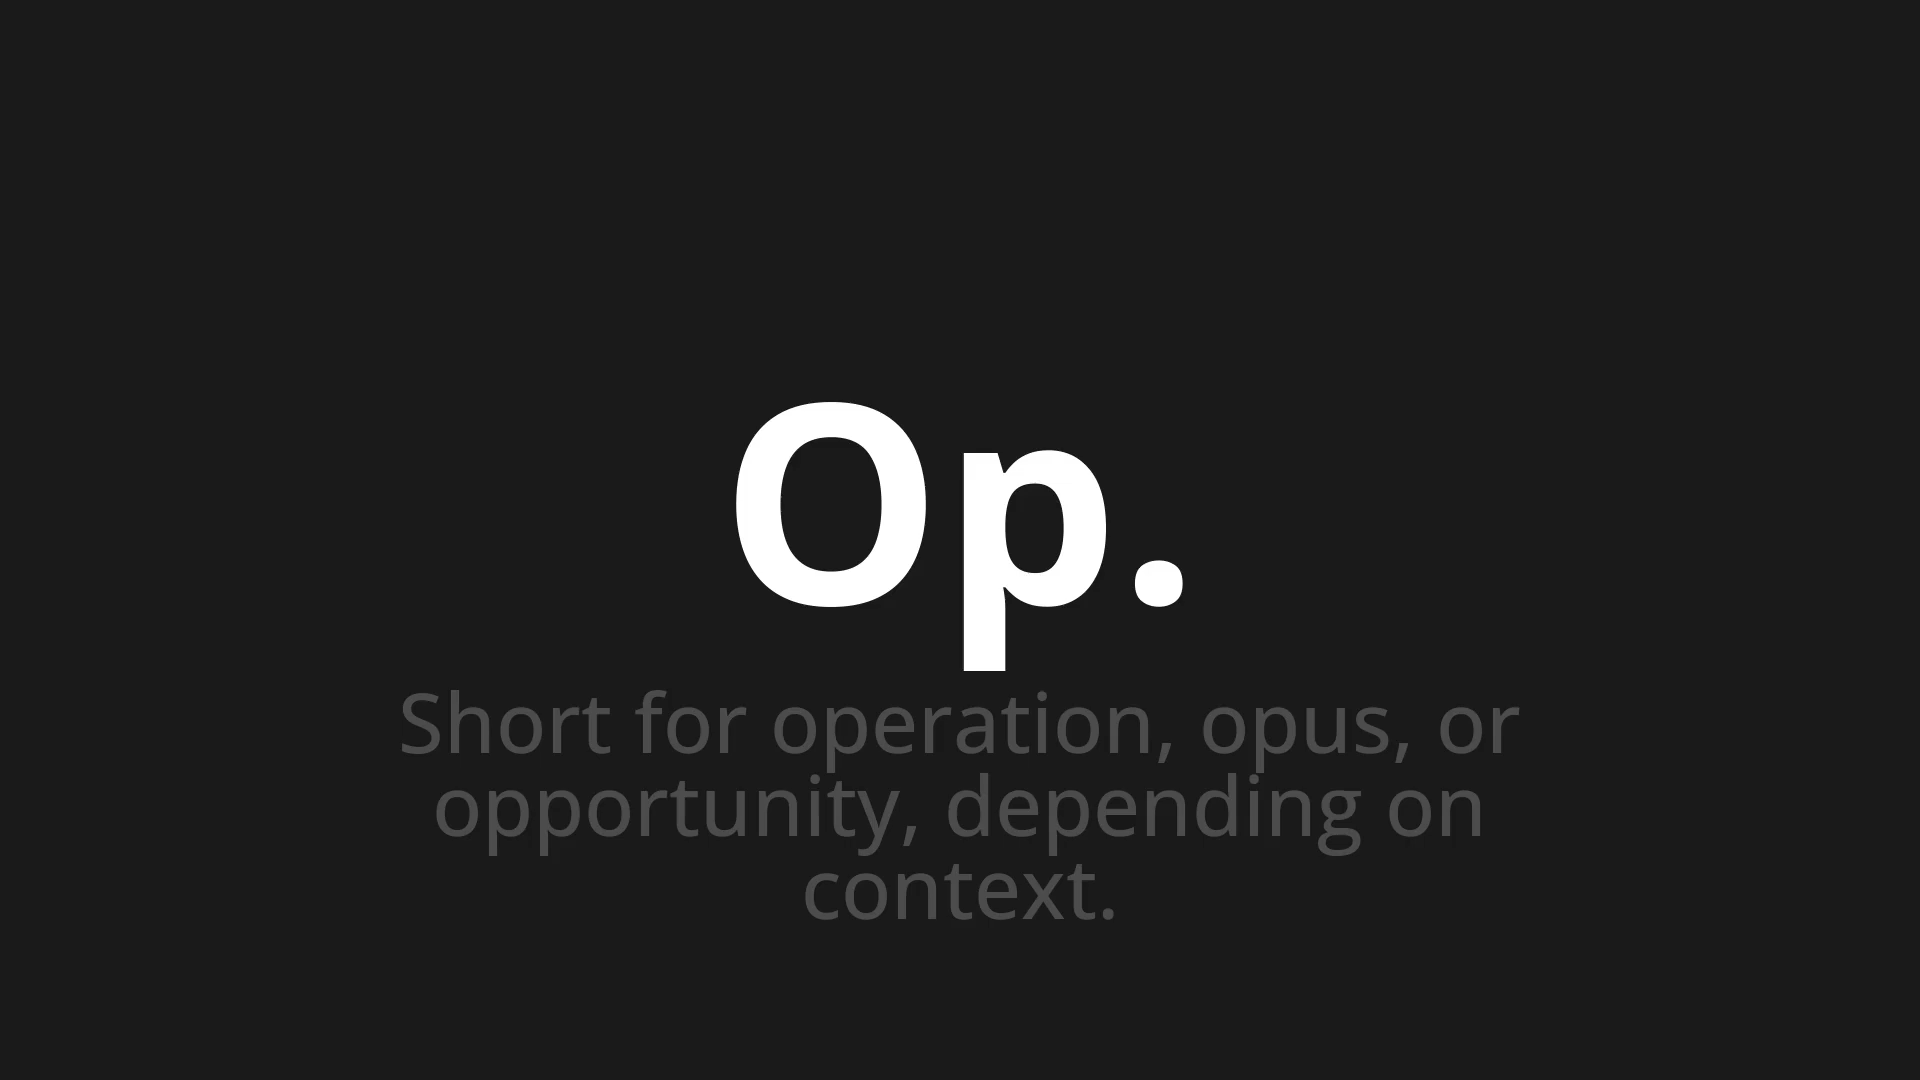 Op.
Short for operation, opus, or
opportunity, depending on
context.